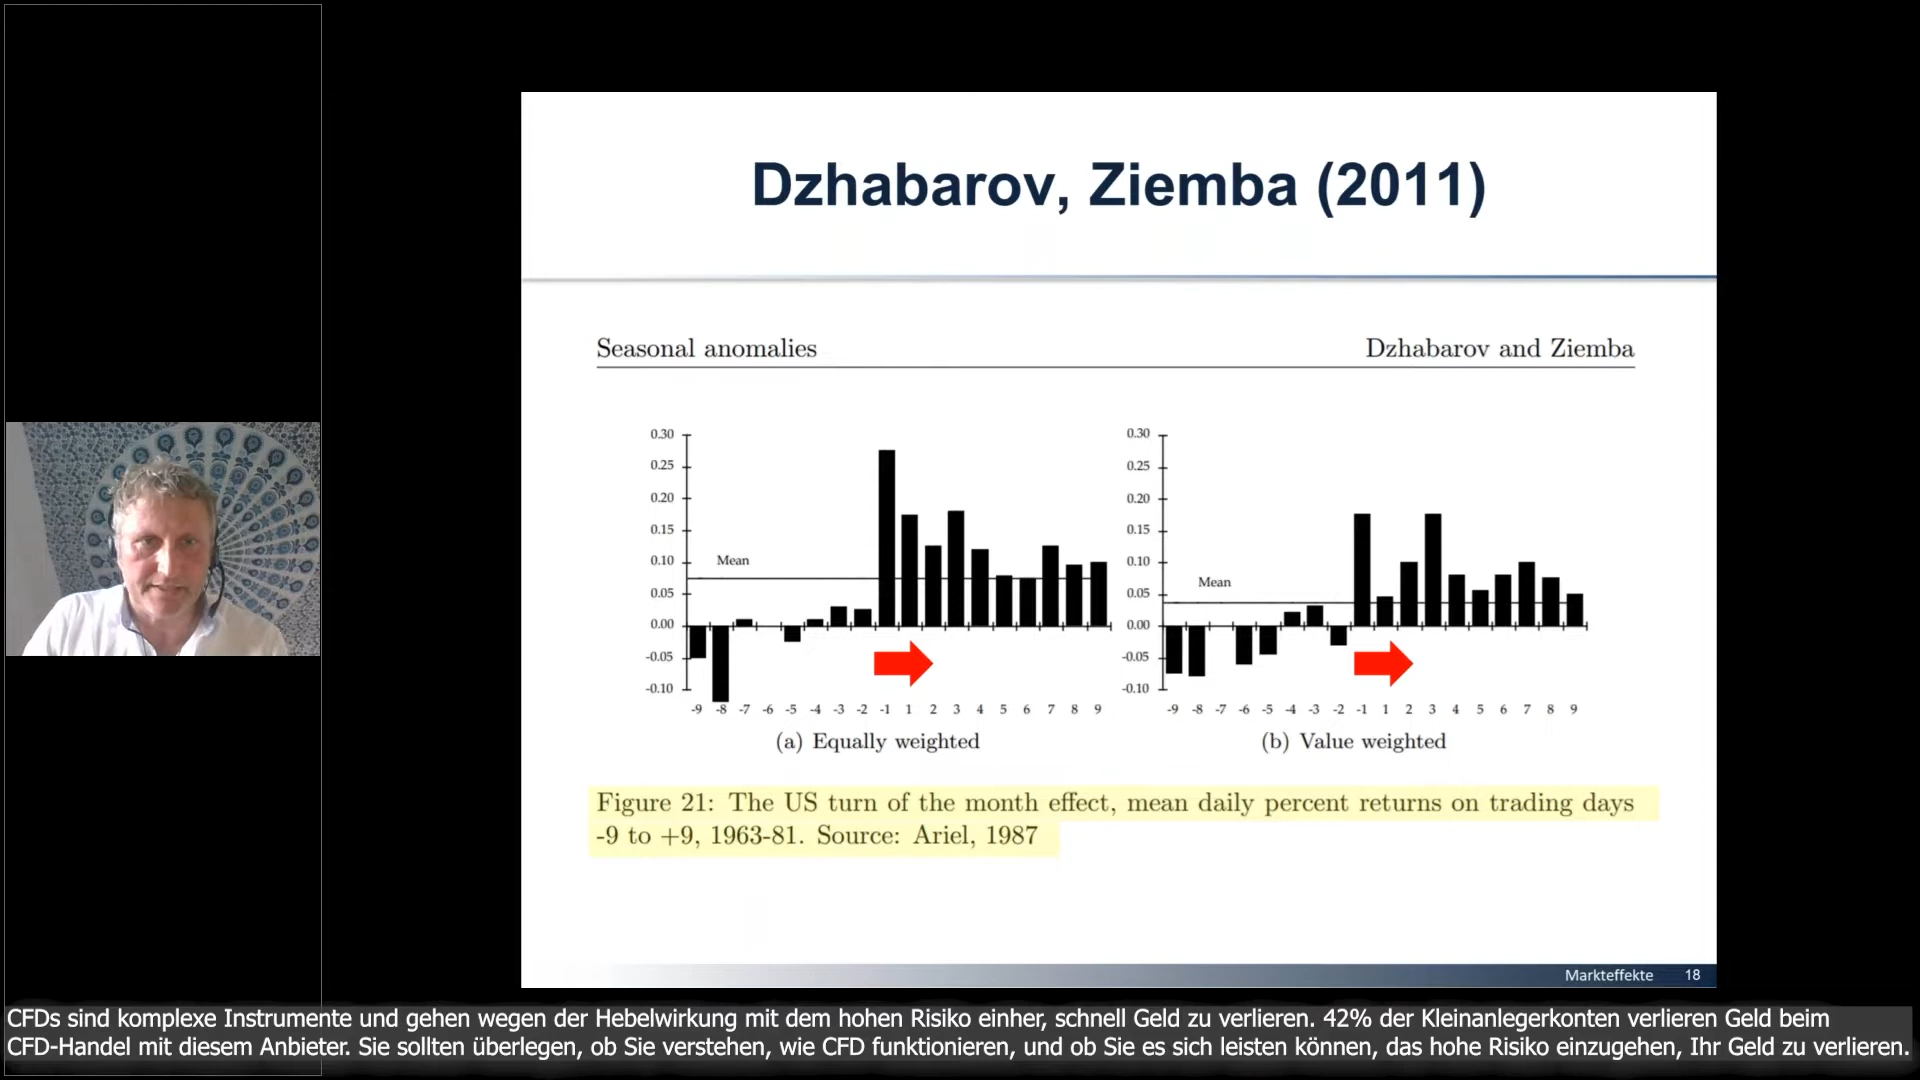 Dzhabarov, Ziemba (2011)
Seasonal anomalies Dzhabarov and Ziemba
0.30
0.25
0.20
0.15
0.10
0.05
0.00
-0.05
-0.10
Mean
-9 -8 -7 -6 -5 -4 -3 -2 -1 1 2 3 4 5 6 7 8 9
(a) Equally weighted
0.30
0.25
0.20
0.15
0.10
0.05
0.00
-0.05
-0.10
Mean
-9 -8 -7 -6 -5 -4 -3 -2 -1 1 2 3 4 5 6 7 8 9
(b) Value weighted
Figure 21: The US turn of the month effect, mean daily percent returns on trading days
-9 to +9, 1963-81. Source: Ariel, 1987
Markteffekte 18
CFDs sind komplexe Instrumente und gehen wegen der Hebelwirkung mit dem hohen Risiko einher, schnell Geld zu verlieren. 42% der Kleinanlegerkonten verlieren Geld beim
CFD-Handel mit diesem Anbieter. Sie sollten überlegen, ob Sie verstehen, wie CFD funktionieren, und ob Sie es sich leisten können, das hohe Risiko einzugehen, Ihr Geld zu verlieren.